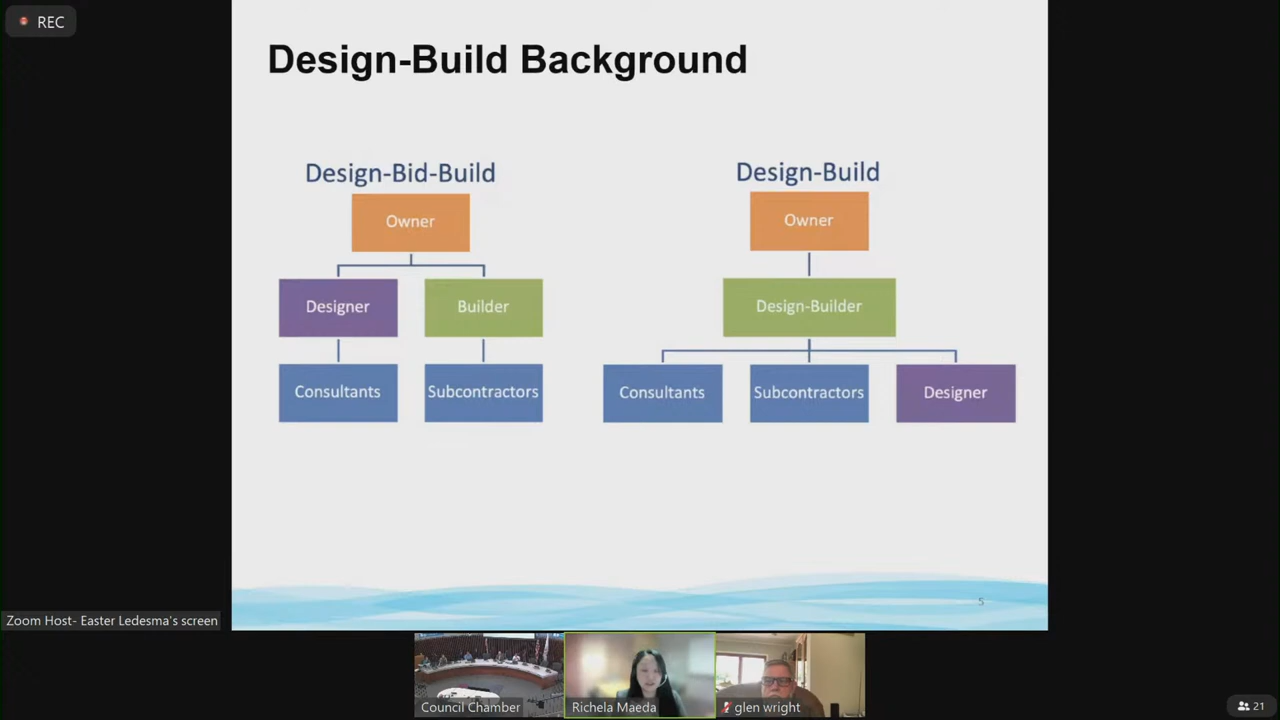 REC
Design-Build Background
Design-Bid-Build
Owner
Designer
Builder
Consultants
Subcontractors
Design-Build
Owner
Design-Builder
Consultants
Subcontractors
Designer
5
Zoom Host- Easter Ledesma's screen
Council Chamber
Richela Maeda
glen wright
21